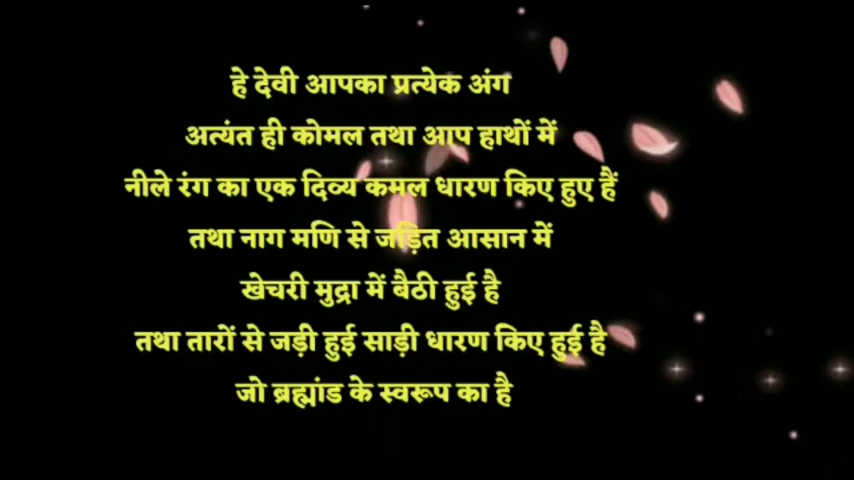 हे देवी आपका प्रत्येक अंग
अत्यंत ही कोमल तथा आप हाथों में
नीले रंग का एक दिव्य कमल धारण किए हुए हैं
तथा नाग मणि से जड़ित आसान में
खेचरी मुद्रा में बैठी हुई है
तथा तारों से जड़ी हुई साड़ी धारण किए हुई है
जो ब्रह्मांड के स्वरूप का है